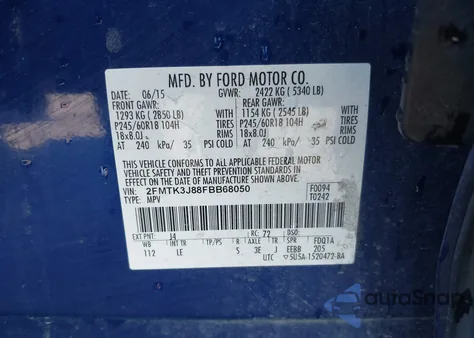 MFD. BY FORD MOTOR CO.
DATE: 06/15 GVWR: 2422 KG ( 5340 LB)
FRONT GAWR: REAR GAWR:
1293 KG ( 2850 LB) 1154 KG ( 2545 LB)
P245/60R18 104H TIRES P245/60R18 104H
18x8.0J RIMS 18x8.0J
AT 240 kPa/ 35 PSI COLD AT 240 kPa/ 35 PSI COLD
THIS VEHICLE CONFORMS TO ALL APPLICABLE FEDERAL MOTOR
VEHICLE SAFETY AND THEFT PREVENTION STANDARDS IN EFFECT
ON THE DATE OF MANUFACTURE SHOWN ABOVE.
VIN: 2FMTK3J88FBB68050 F0094
TYPE: MPV T0242
EXT PNT: J4 RC: 72 DSO:
WB INT TR TP/PS R AXLE TR SPR FDQ1A
112 LE S 3E J EEBB 205
UTC 5U5A-1520472-BA
autoSnap